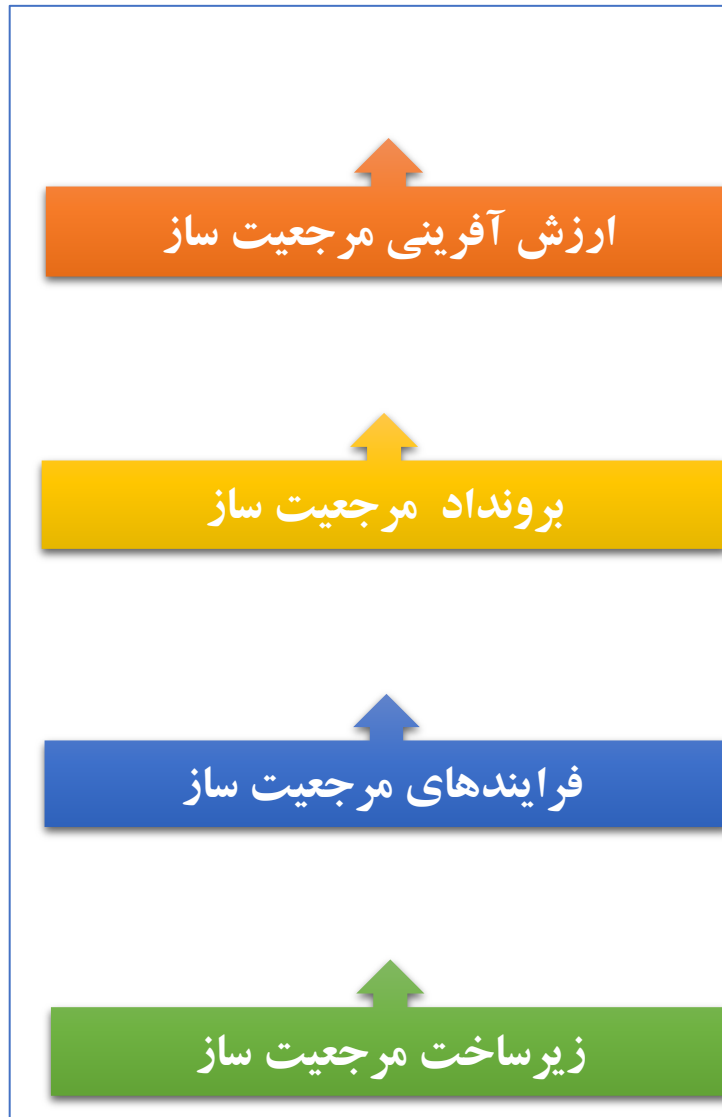 ارزش آفرینی مرجعیت ساز
برونداد مرجعیت ساز
فرایندهای مرجعیت ساز
زیرساخت مرجعیت ساز